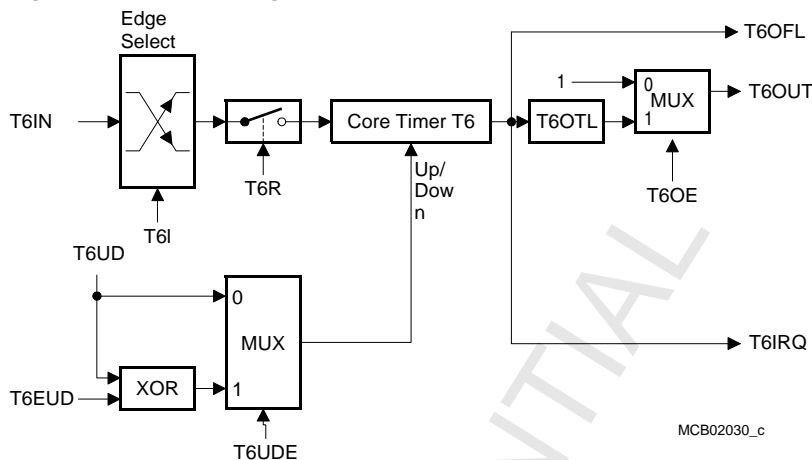 Edge
Select
T6OFL
1
0
MUX
T6OUT
T6IN
Core Timer T6
T6OTL
1
T6R
Up/
Dow
n
T6OE
T6I
T6UD
0
MUX
T6IRQ
XOR
1
T6EUD
MCB02030_c
T6UDE